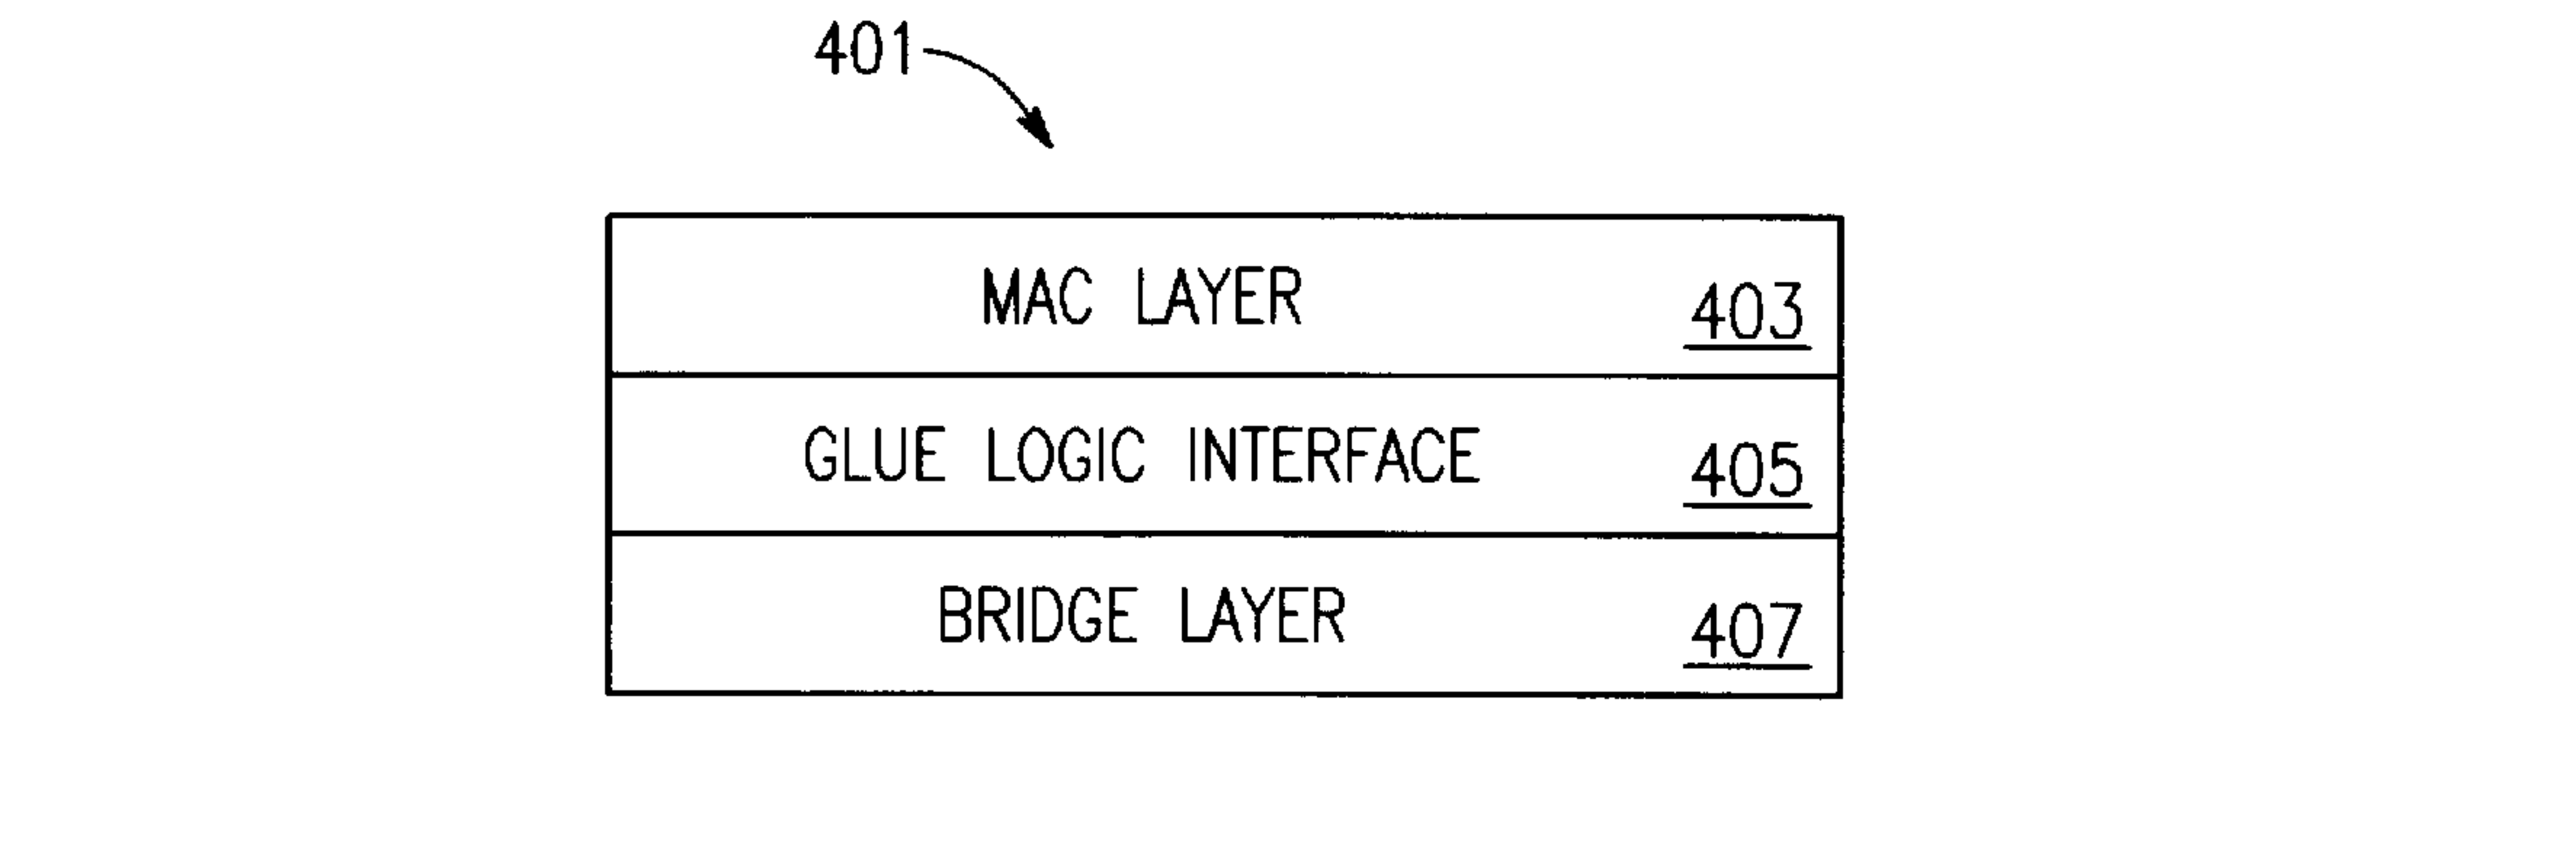 401
MAC LAYER 403
GLUE LOGIC INTERFACE 405
BRIDGE LAYER 407